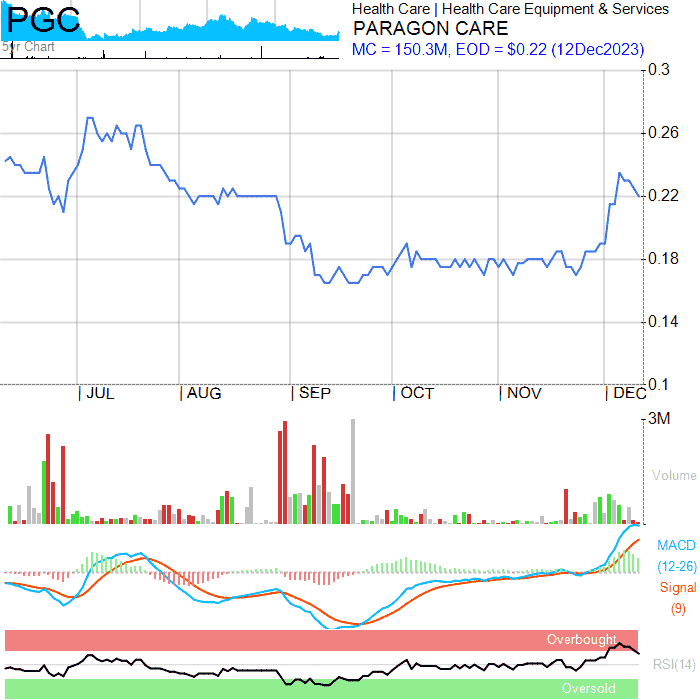 PGC
5yr Chart
Health Care | Health Care Equipment & Services
PARAGON CARE
MC = 150.3M, EOD = $0.22 (12Dec2023)
0.3
0.26
0.22
0.18
0.14
0.1
JUL
AUG
SEP
OCT
NOV
DEC
3M
Volume
MACD
(12-26)
Signal
(9)
Overbought
RSI(14)
Oversold